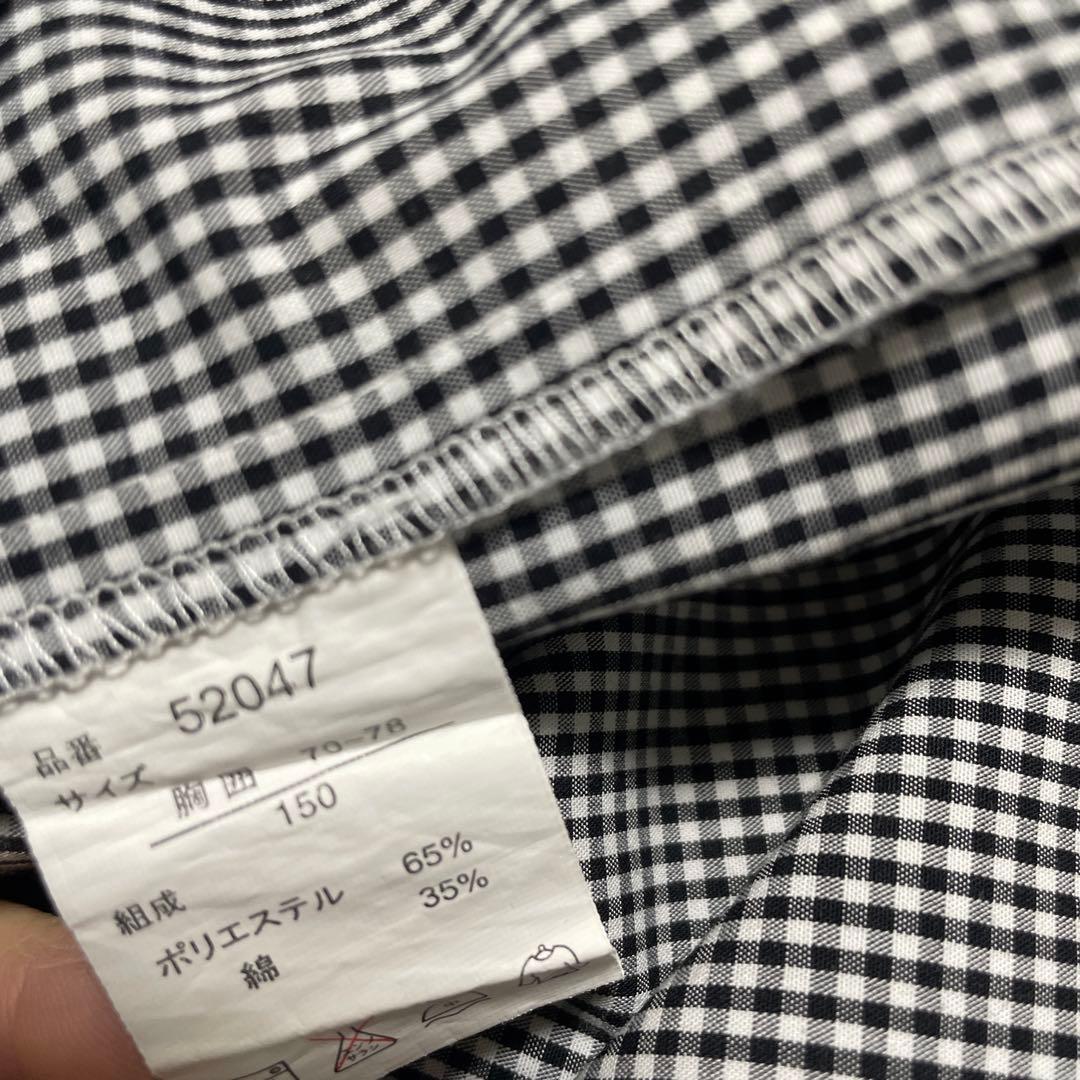 品番 52047
サイズ 胸囲 70-78
150
組成
ポリエステル 65%
綿 35%